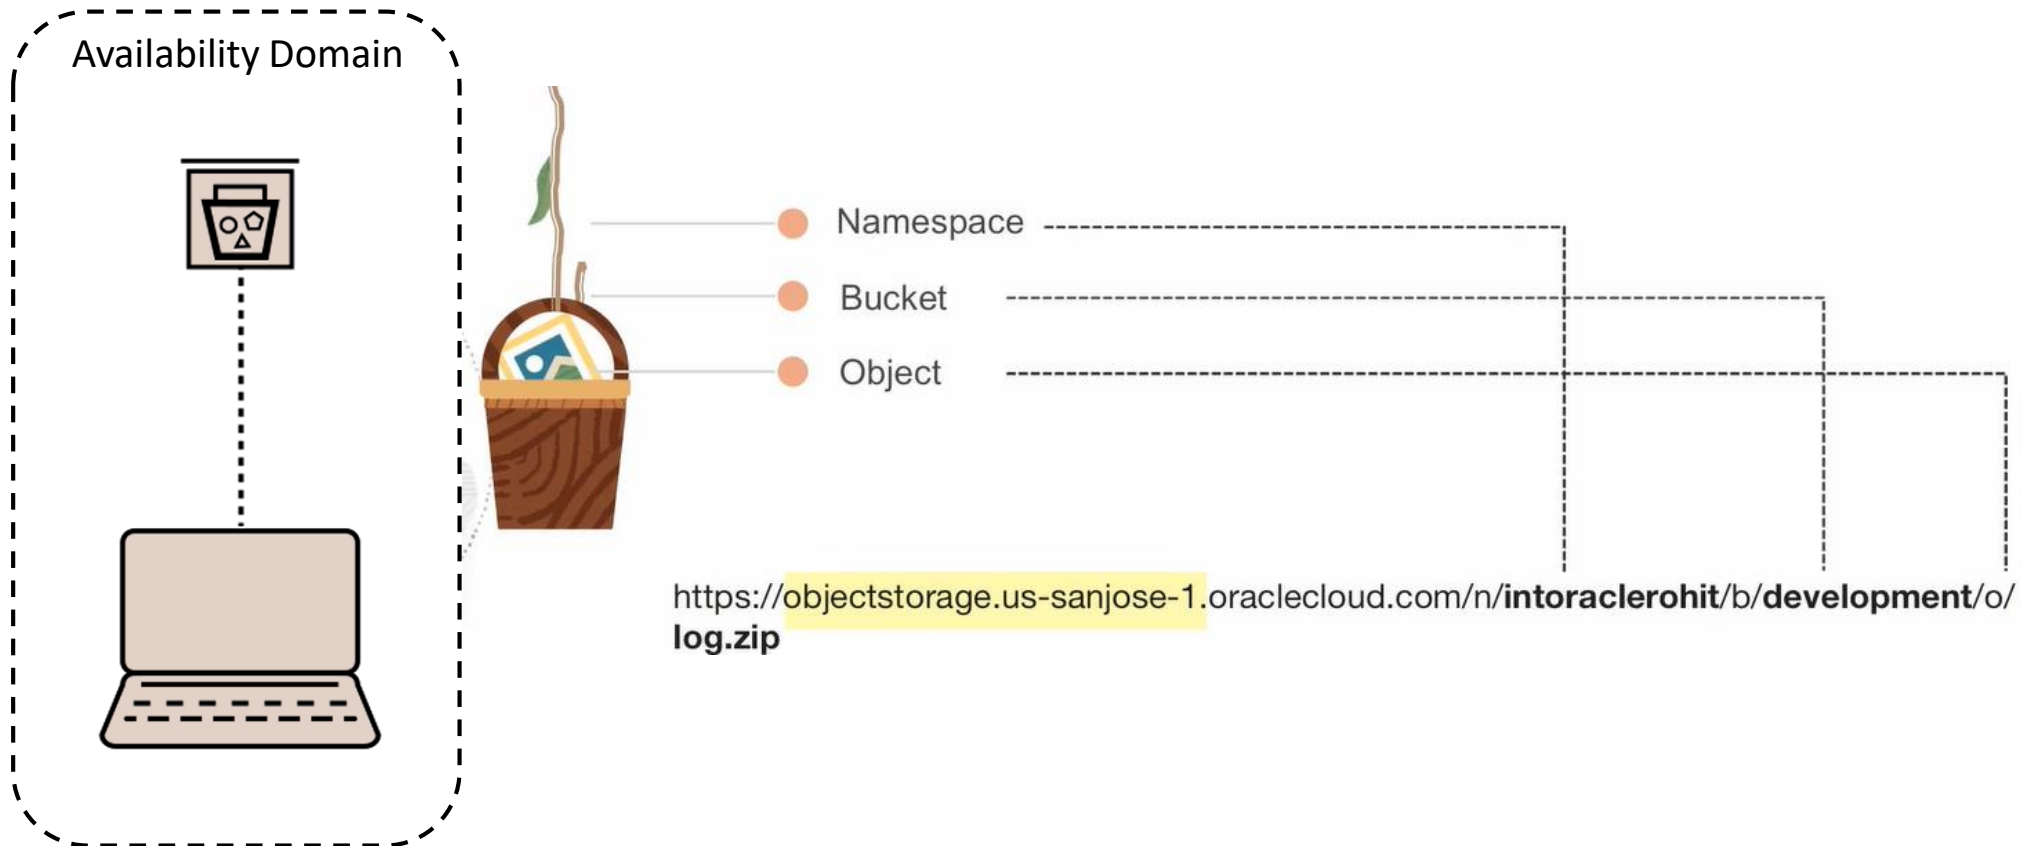 Availability Domain
Namespace
Bucket
Object
https://objectstorage.us-sanjose-1.oraclecloud.com/n/intoraclerohit/b/development/o/
log.zip